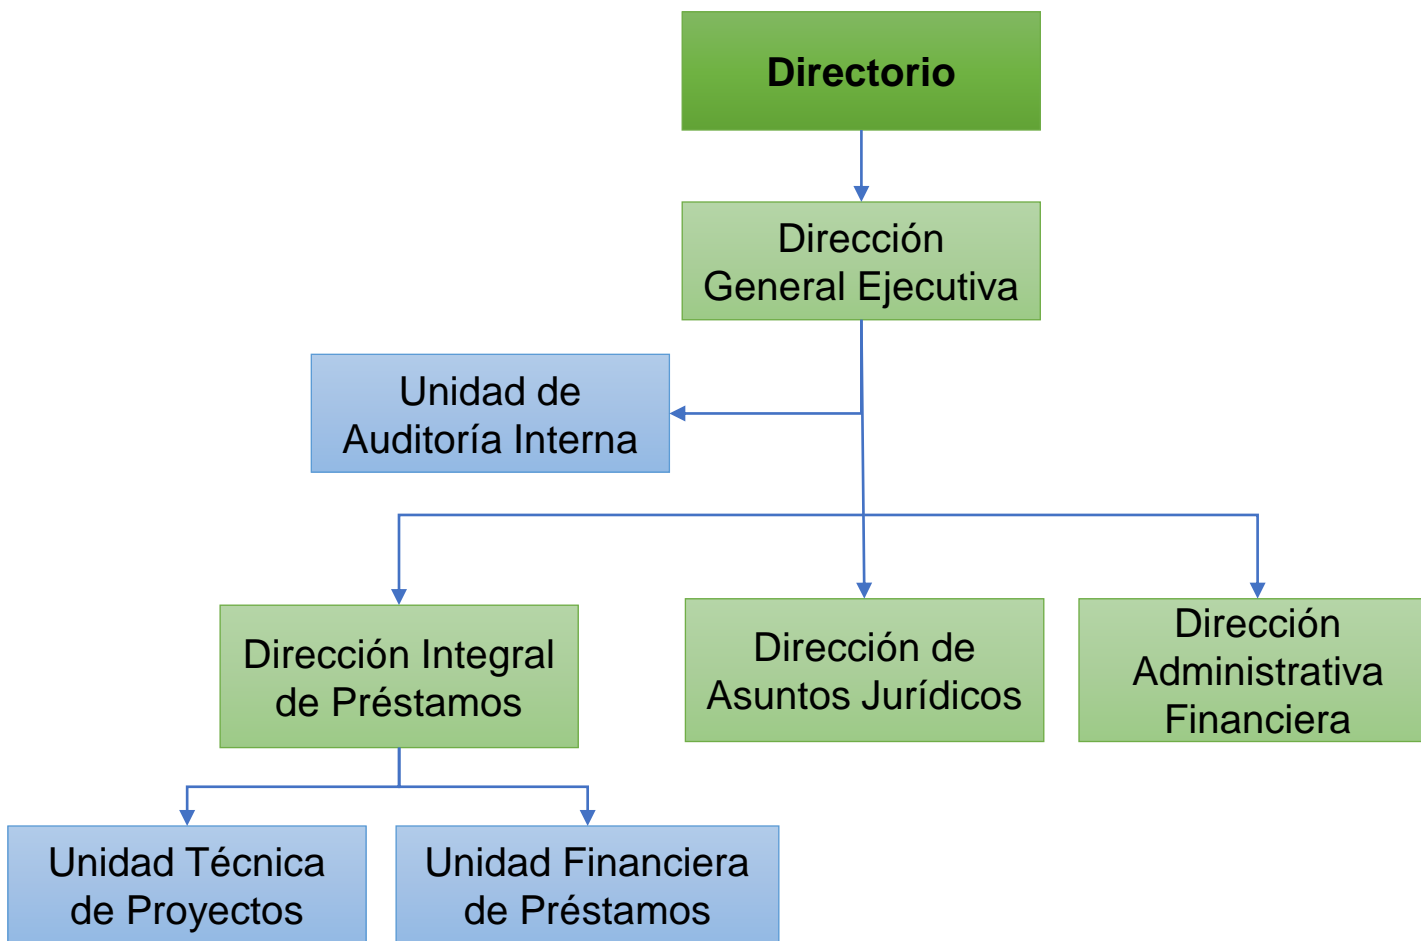 Directorio
Dirección
General Ejecutiva
Unidad de
Auditoría Interna
Dirección Integral
de Préstamos
Dirección de
Asuntos Jurídicos
Dirección
Administrativa
Financiera
Unidad Técnica
de Proyectos
Unidad Financiera
de Préstamos